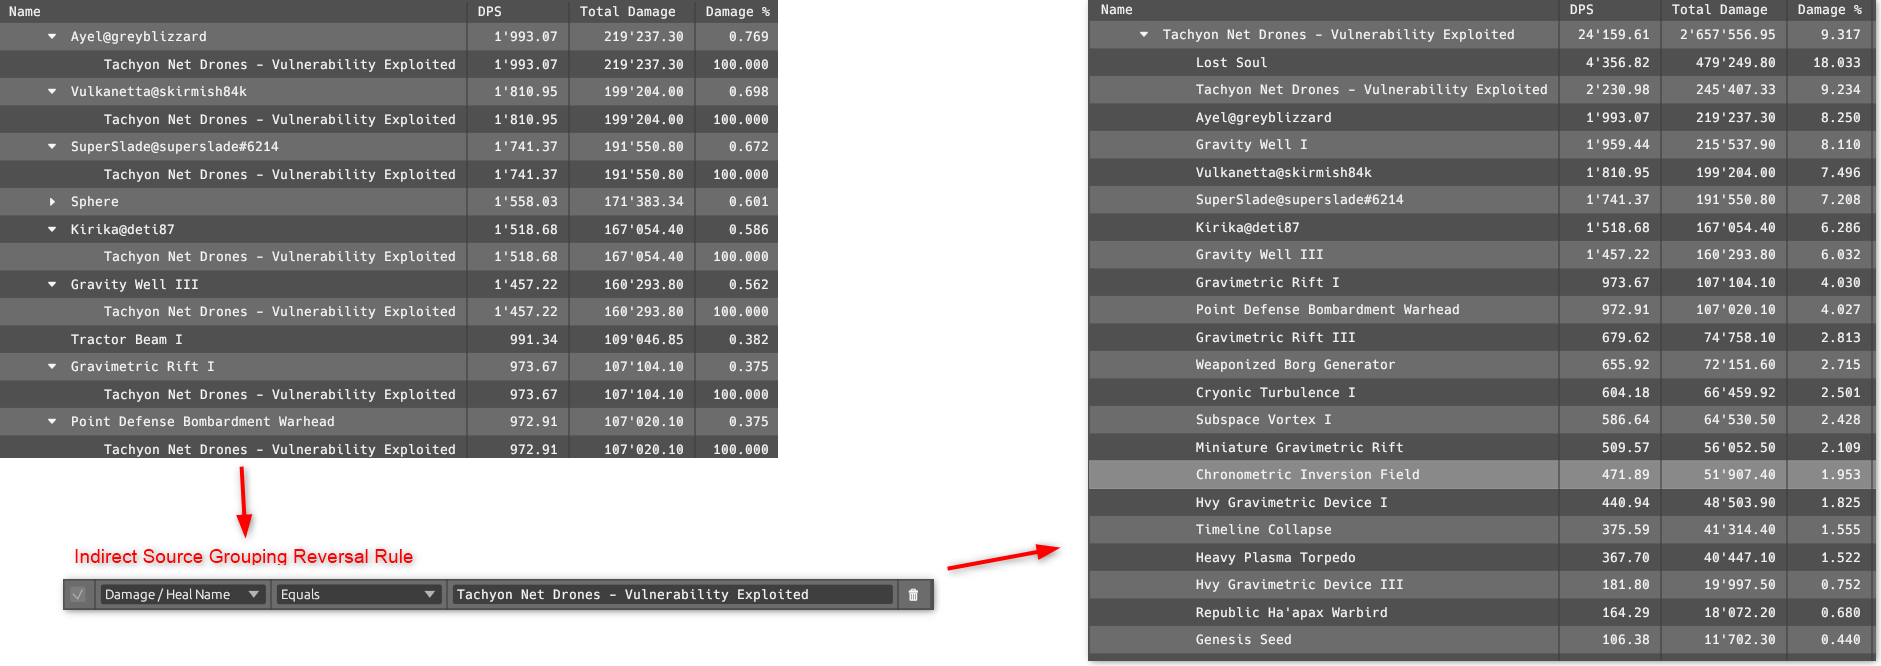 Name DPS Total Damage Damage %
Ayel@greyblizzard 1'993.07 219'237.30 0.769
Tachyon Net Drones - Vulnerability Exploited 1'993.07 219'237.30 100.000
Vulkanetta@skirmish84k 1'810.95 199'204.00 0.698
Tachyon Net Drones - Vulnerability Exploited 1'810.95 199'204.00 100.000
SuperSlade@superslade#6214 1'741.37 191'550.80 0.672
Tachyon Net Drones - Vulnerability Exploited 1'741.37 191'550.80 100.000
Sphere 1'558.03 171'383.34 0.601
Kirika@deti87 1'518.68 167'054.40 0.586
Tachyon Net Drones - Vulnerability Exploited 1'518.68 167'054.40 100.000
Gravity Well III 1'457.22 160'293.80 0.562
Tachyon Net Drones - Vulnerability Exploited 1'457.22 160'293.80 100.000
Tractor Beam I 991.34 109'046.85 0.382
Gravimetric Rift I 973.67 107'104.10 0.375
Tachyon Net Drones - Vulnerability Exploited 973.67 107'104.10 100.000
Point Defense Bombardment Warhead 972.91 107'020.10 0.375
Tachyon Net Drones - Vulnerability Exploited 972.91 107'020.10 100.000
Indirect Source Grouping Reversal Rule
Damage / Heal Name Equals Tachyon Net Drones - Vulnerability Exploited
Name DPS Total Damage Damage %
Tachyon Net Drones - Vulnerability Exploited 24'159.61 2'657'556.95 9.317
Lost Soul 4'356.82 479'249.80 18.033
Tachyon Net Drones - Vulnerability Exploited 2'230.98 245'407.33 9.234
Ayel@greyblizzard 1'993.07 219'237.30 8.250
Gravity Well I 1'959.44 215'537.90 8.110
Vulkanetta@skirmish84k 1'810.95 199'204.00 7.496
SuperSlade@superslade#6214 1'741.37 191'550.80 7.208
Kirika@deti87 1'518.68 167'054.40 6.286
Gravity Well III 1'457.22 160'293.80 6.032
Gravimetric Rift I 973.67 107'104.10 4.030
Point Defense Bombardment Warhead 972.91 107'020.10 4.027
Gravimetric Rift III 679.62 74'758.10 2.813
Weaponized Borg Generator 655.92 72'151.60 2.715
Cryonic Turbulence I 604.18 66'459.92 2.501
Subspace Vortex I 586.64 64'530.50 2.428
Miniature Gravimetric Rift 509.57 56'052.50 2.109
Chronometric Inversion Field 471.89 51'907.40 1.953
Hvy Gravimetric Device I 440.94 48'503.90 1.825
Timeline Collapse 375.59 41'314.40 1.555
Heavy Plasma Torpedo 367.70 40'447.10 1.522
Hvy Gravimetric Device III 181.80 19'997.50 0.752
Republic Ha'apax Warbird 164.29 18'072.20 0.680
Genesis Seed 106.38 11'702.30 0.440